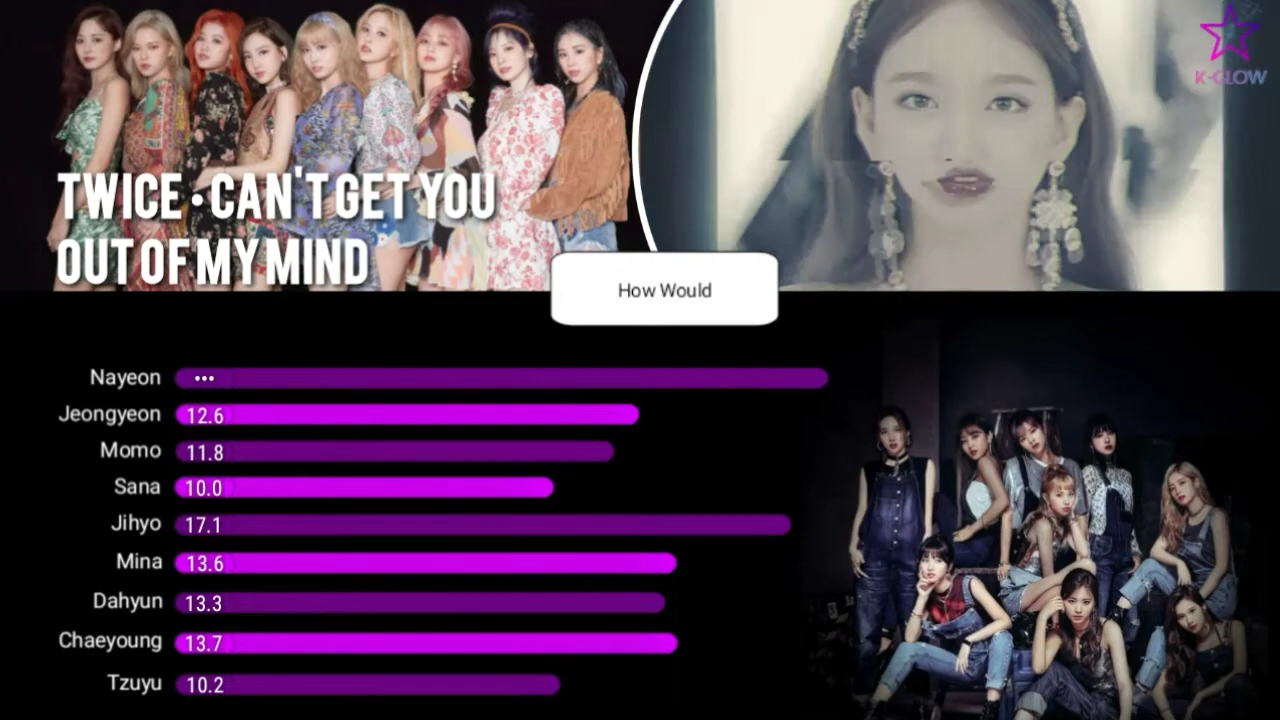 K-GLOW
TWICE • CAN'T GET YOU
OUT OF MY MIND
How Would
Nayeon •••
Jeongyeon 12.6
Momo 11.8
Sana 10.0
Jihyo 17.1
Mina 13.6
Dahyun 13.3
Chaeyoung 13.7
Tzuyu 10.2